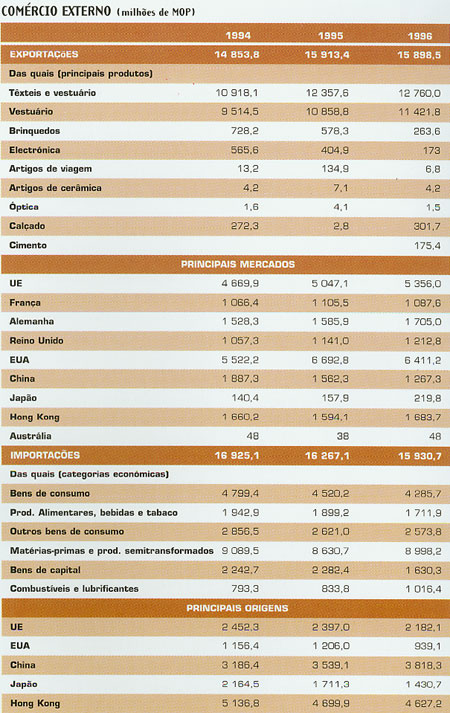 COMÉRCIO EXTERNO (milhões de MOP)
1994 1995 1996
EXPORTAÇõES 14 853,8 15 913,4 15 898,5
Das quais (principais produtos)
Têxteis e vestuário 10 918,1 12 357,6 12 760,0
Vestuário 9 514,5 10 858,8 11 421,8
Brinquedos 728,2 578,3 263,6
Electrónica 565,6 404,9 173
Artigos de viagem 13,2 134,9 6,8
Artigos de cerâmica 4,2 7,1 4,2
Óptica 1,6 4,1 1,5
Calçado 272,3 2,8 301,7
Cimento 175,4
PRINCIPAIS MERCADOS
UE 4 669,9 5 047,1 5 356,0
França 1 066,4 1 105,5 1 087,6
Alemanha 1 528,3 1 585,9 1 705,0
Reino Unido 1 057,3 1 141,0 1 212,8
EUA 5 522,2 6 692,8 6 411,2
China 1 887,3 1 562,3 1 267,3
Japão 140,4 157,9 219,8
Hong Kong 1 660,2 1 594,1 1 683,7
Austrália 48 38 48
IMPORTAÇÕES 16 925,1 16 267,1 15 930,7
Das quais (categorias económicas)
Bens de consumo 4 799,4 4 520,2 4 285,7
Prod. Alimentares, bebidas e tabaco 1 942,9 1 899,2 1 711,9
Outros bens de consumo 2 856,5 2 621,0 2 573,8
Matérias-primas e prod. semitransformados 9 089,5 8 630,7 8 998,2
Bens de capital 2 242,7 2 282,4 1 630,3
Combustíveis e lubrificantes 793,3 833,8 1 016,4
PRINCIPAIS ORIGENS
UE 2 452,3 2 397,0 2 182,1
EUA 1 156,4 1 206,0 939,1
China 3 186,4 3 539,1 3 818,3
Japão 2 164,5 1 711,3 1 430,7
Hong Kong 5 136,8 4 699,9 4 627,2